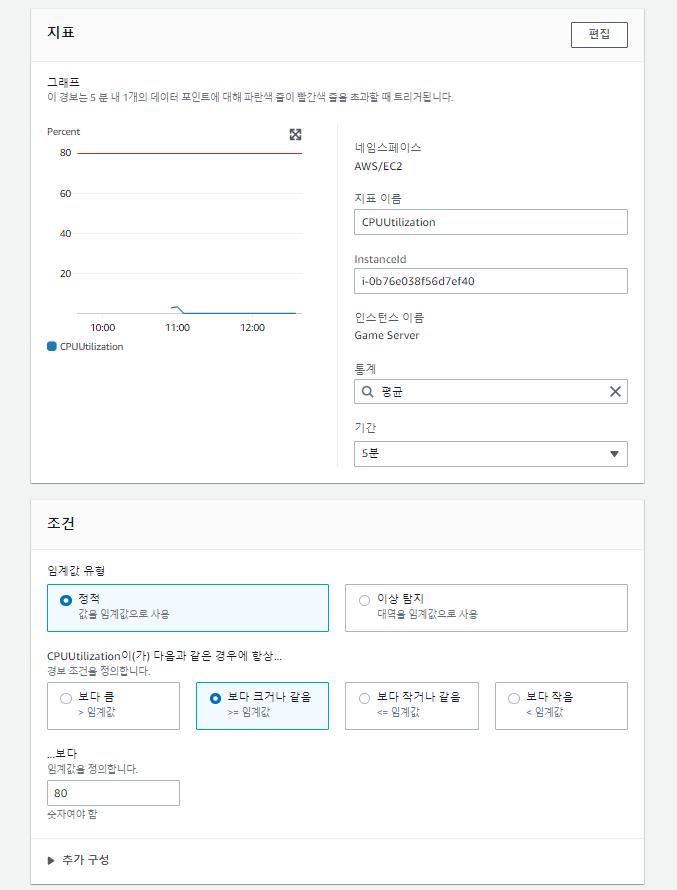 지표
편집
그래프
이 경보는 5 분 내 1개의 데이터 포인트에 대해 파란색 줄이 빨간색 줄을 초과할 때 트리거됩니다.
Percent
80
60
40
20
10:00
11:00
12:00
CPUUtilization
네임스페이스
AWS/EC2
지표 이름
CPUUtilization
InstanceId
i-0b76e038f56d7ef40
인스턴스 이름
Game Server
통계
평균
기간
5분
조건
임계값 유형
정적
값을 임계값으로 사용
이상 탐지
대역을 임계값으로 사용
CPUUtilization이(가) 다음과 같은 경우에 항상...
경보 조건을 정의합니다.
보다 큼
> 임계값
보다 크거나 같음
>= 임계값
보다 작거나 같음
<= 임계값
보다 작음
< 임계값
...보다
임계값을 정의합니다.
80
숫자여야 함
추가 구성